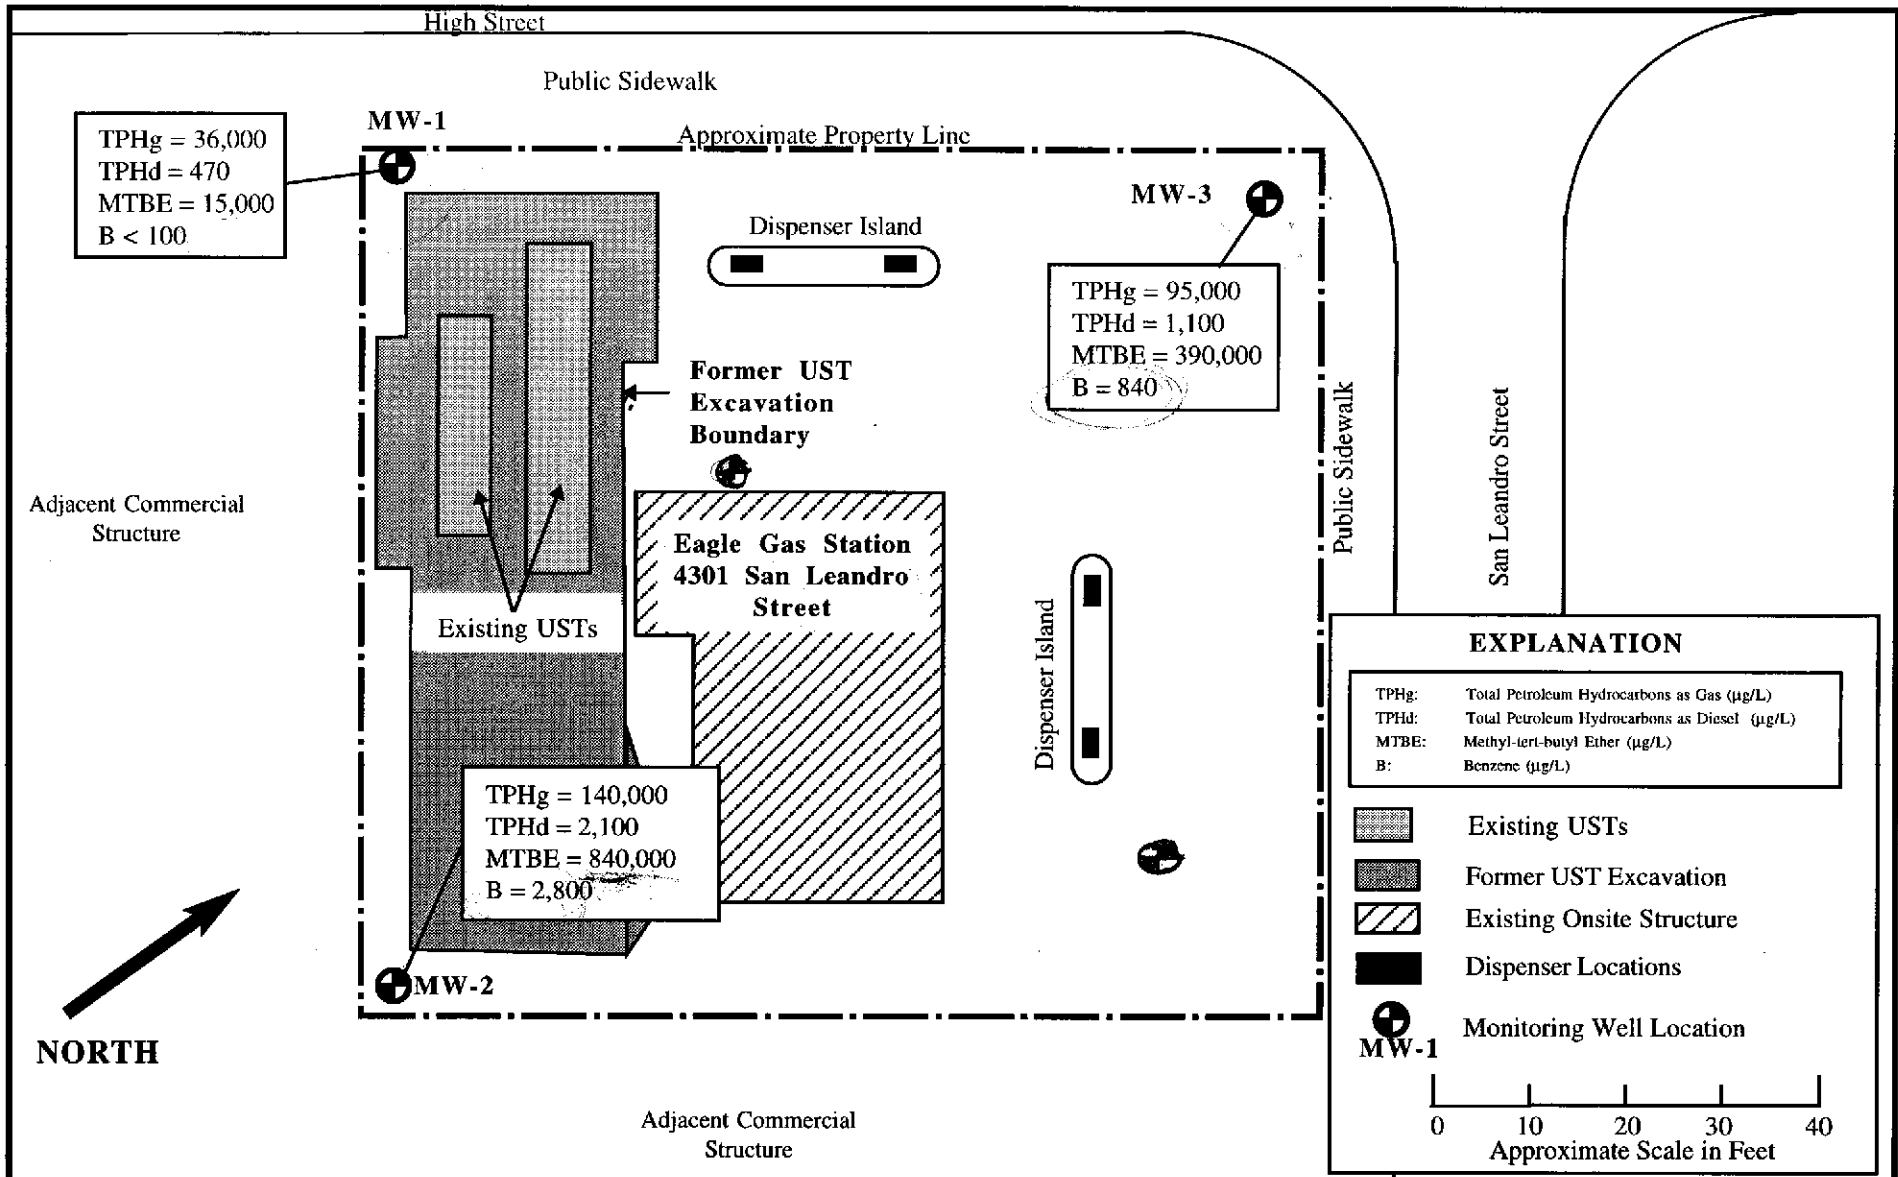 High Street
Public Sidewalk
MW-1
TPHg = 36,000
TPHd = 470
MTBE = 15,000
B < 100
Approximate Property Line
MW-3
Dispenser Island
TPHg = 95,000
TPHd = 1,100
MTBE = 390,000
B = 840
Former UST
Excavation
Boundary
Public Sidewalk
San Leandro Street
Adjacent Commercial
Structure
Eagle Gas Station
4301 San Leandro
Street
Existing USTs
Dispenser Island
TPHg = 140,000
TPHd = 2,100
MTBE = 840,000
B = 2,800
MW-2
NORTH
Adjacent Commercial
Structure
EXPLANATION
TPHg: Total Petroleum Hydrocarbons as Gas (µg/L)
TPHd: Total Petroleum Hydrocarbons as Diesel (µg/L)
MTBE: Methyl-tert-butyl Ether (µg/L)
B: Benzene (µg/L)
Existing USTs
Former UST Excavation
Existing Onsite Structure
Dispenser Locations
Monitoring Well Location
MW-1
0 10 20 30 40
Approximate Scale in Feet